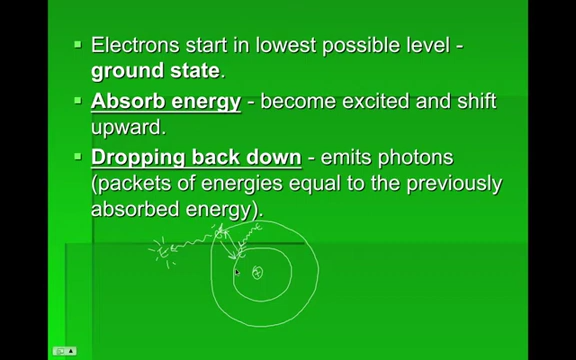 Electrons start in lowest possible level -
ground state.
Absorb energy - become excited and shift
upward.
Dropping back down - emits photons
(packets of energies equal to the previously
absorbed energy).